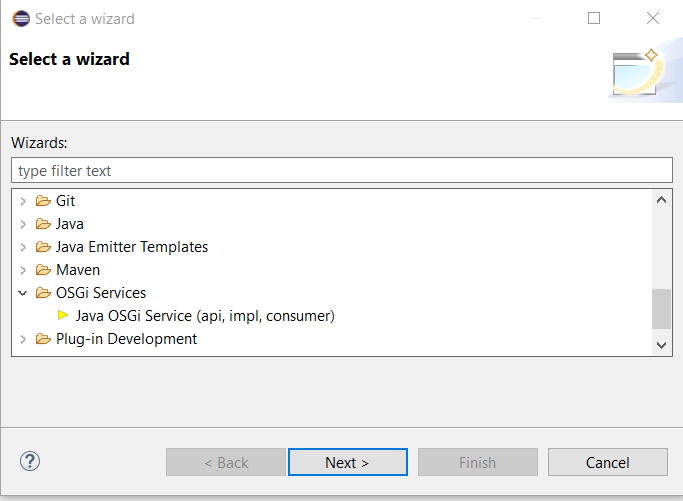 Select a wizard
Select a wizard
Wizards:
type filter text
Git
Java
Java Emitter Templates
Maven
OSGi Services
Java OSGi Service (api, impl, consumer)
Plug-in Development
?
< Back
Next >
Finish
Cancel